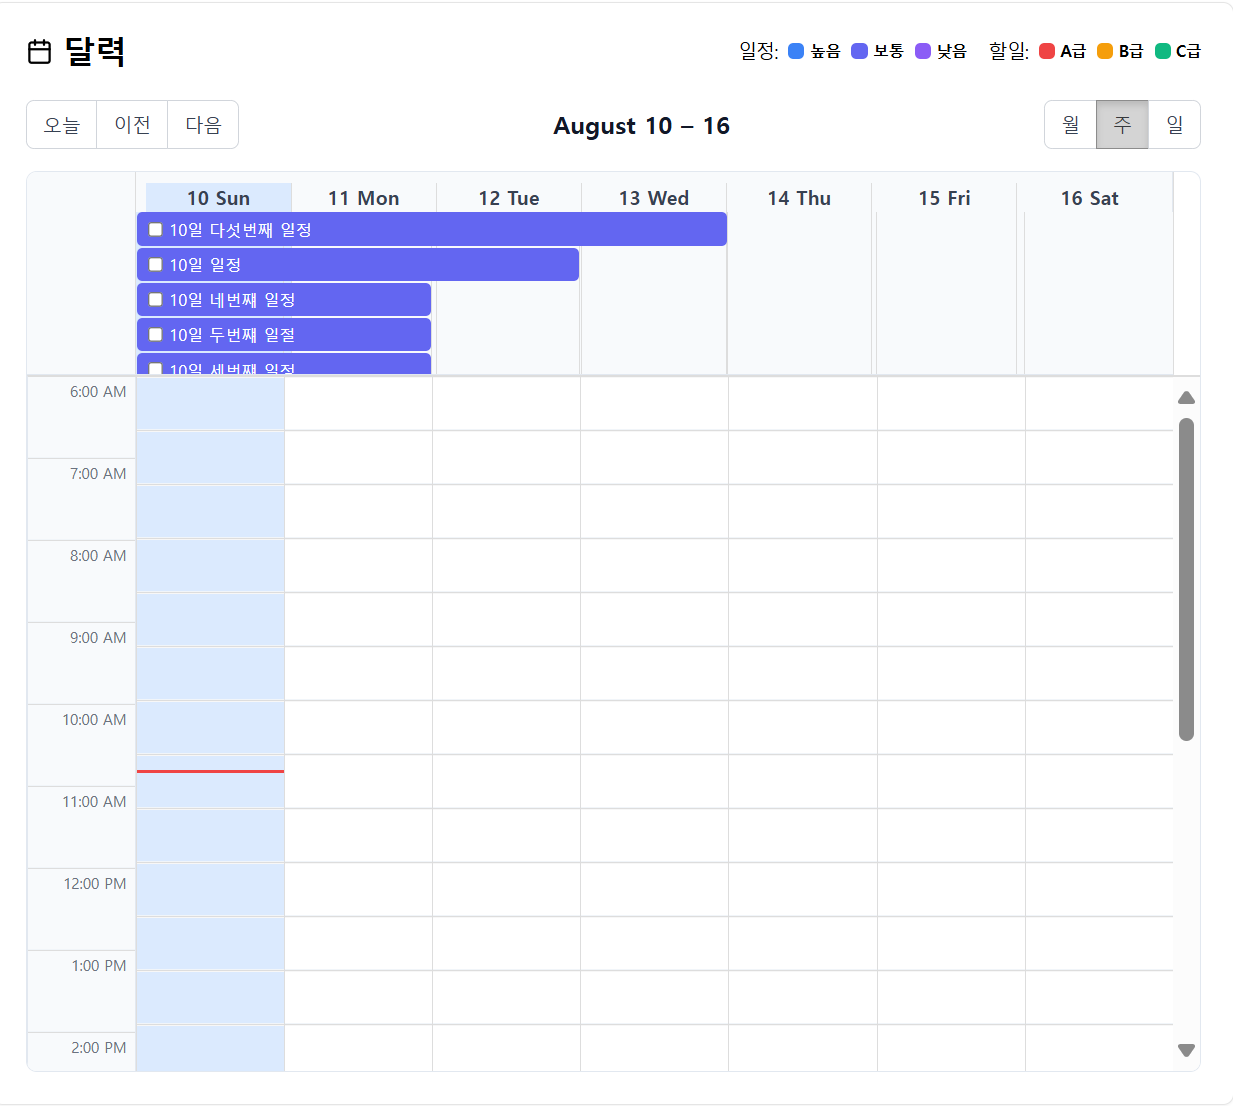 달력
일정: 높음 보통 낮음 할일: A급 B급 C급
오늘 이전 다음
August 10 – 16
월 주 일
10 Sun 11 Mon 12 Tue 13 Wed 14 Thu 15 Fri 16 Sat
10일 다섯번째 일정
10일 일정
10일 네번째 일정
10일 두번째 일절
10일 세번째 일정
6:00 AM
7:00 AM
8:00 AM
9:00 AM
10:00 AM
11:00 AM
12:00 PM
1:00 PM
2:00 PM